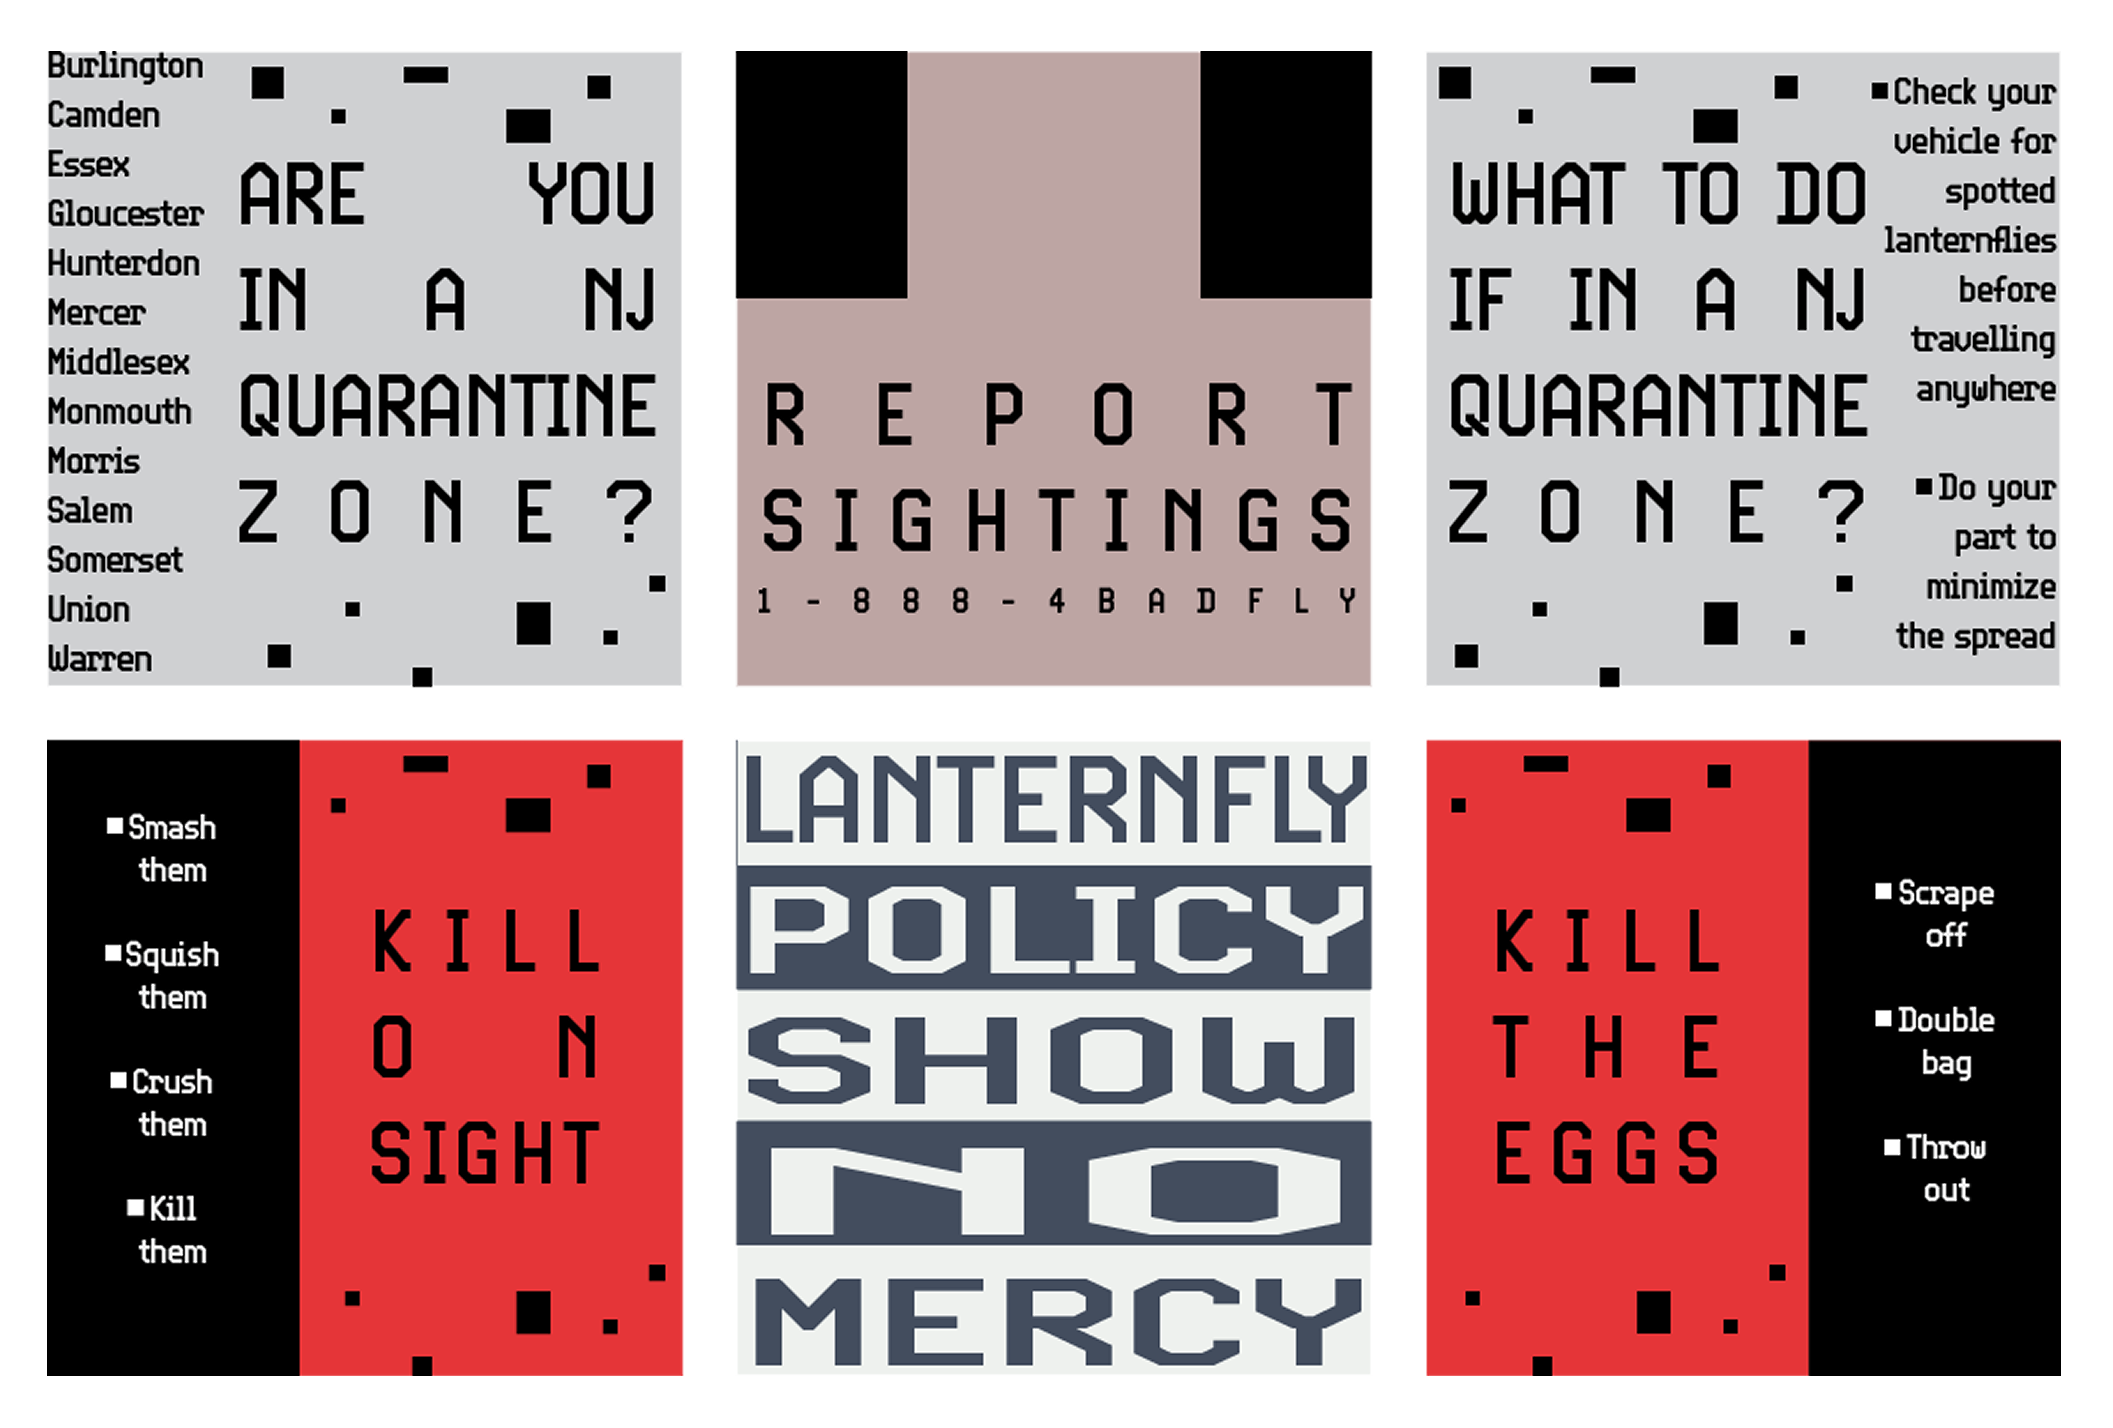 Burlington
Camden
Essex
Gloucester
Hunterdon
Mercer
Middlesex
Monmouth
Morris
Salem
Somerset
Union
Warren
ARE YOU
IN A NJ
QUARANTINE
ZONE?
REPORT
SIGHTINGS
1-888-4BADFLY
WHAT TO DO
IF IN A NJ
QUARANTINE
ZONE?
Check your
vehicle for
spotted
lanternflies
before
travelling
anywhere
Do your
part to
minimize
the spread
Smash
them
Squish
them
Crush
them
Kill
them
KILL
ON
SIGHT
LANTERNFLY
POLICY
SHOW
NO
MERCY
KILL
THE
EGGS
Scrape
off
Double
bag
Throw
out